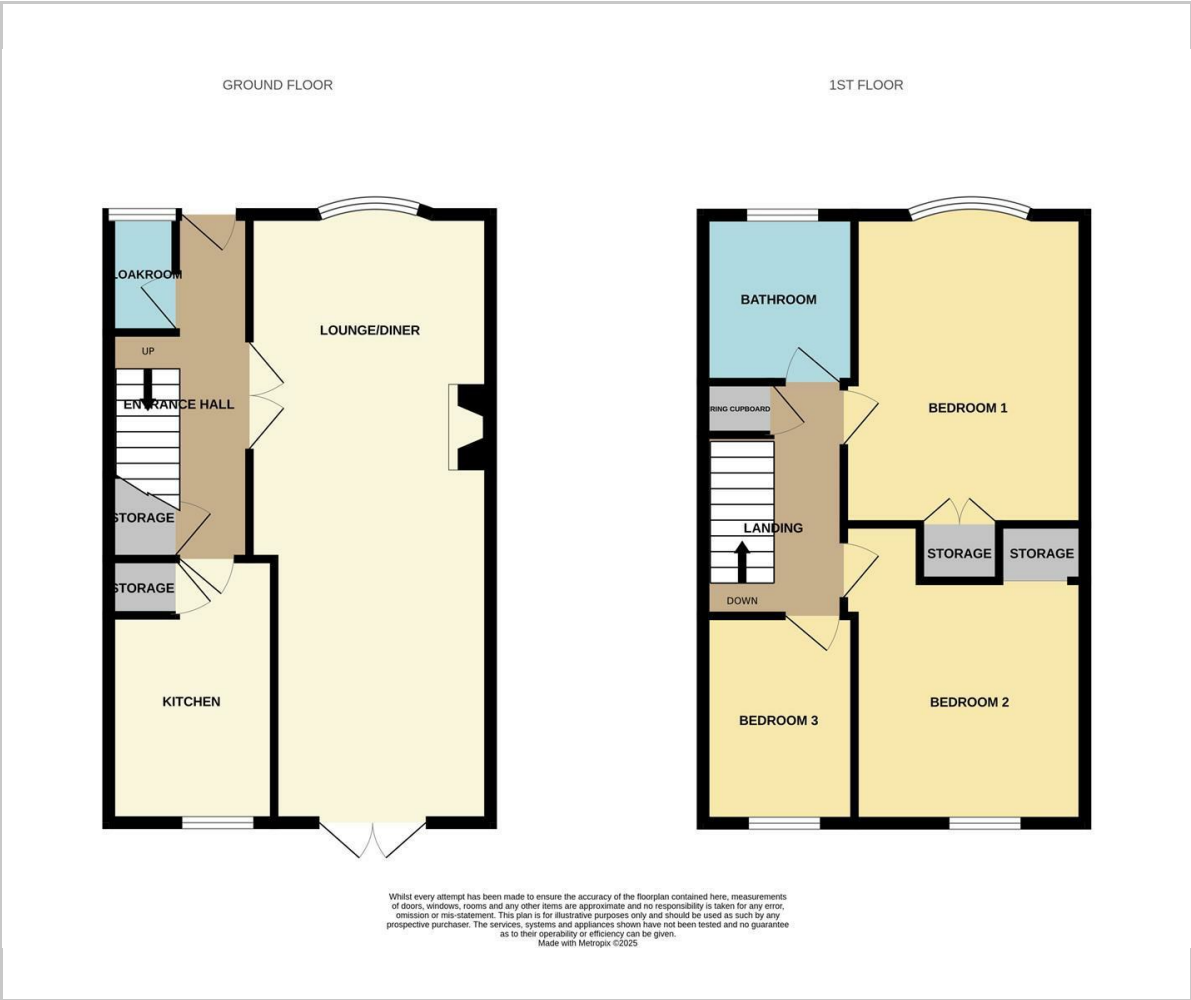 GROUND FLOOR
1ST FLOOR
LOAKROOM
LOUNGE/DINER
UP
ENTRANCE HALL
STORAGE
STORAGE
KITCHEN
BATHROOM
RING CUPBOARD
BEDROOM 1
LANDING
STORAGE
STORAGE
DOWN
BEDROOM 2
BEDROOM 3
Whilst every attempt has been made to ensure the accuracy of the floorplan contained here, measurements
of doors, windows, rooms and any other items are approximate and no responsibility is taken for any error,
omission or mis-statement. This plan is for illustrative purposes only and should be used as such by any
prospective purchaser. The services, systems and appliances shown have not been tested and no guarantee
as to their operability or efficiency can be given.
Made with Metropix ©2025